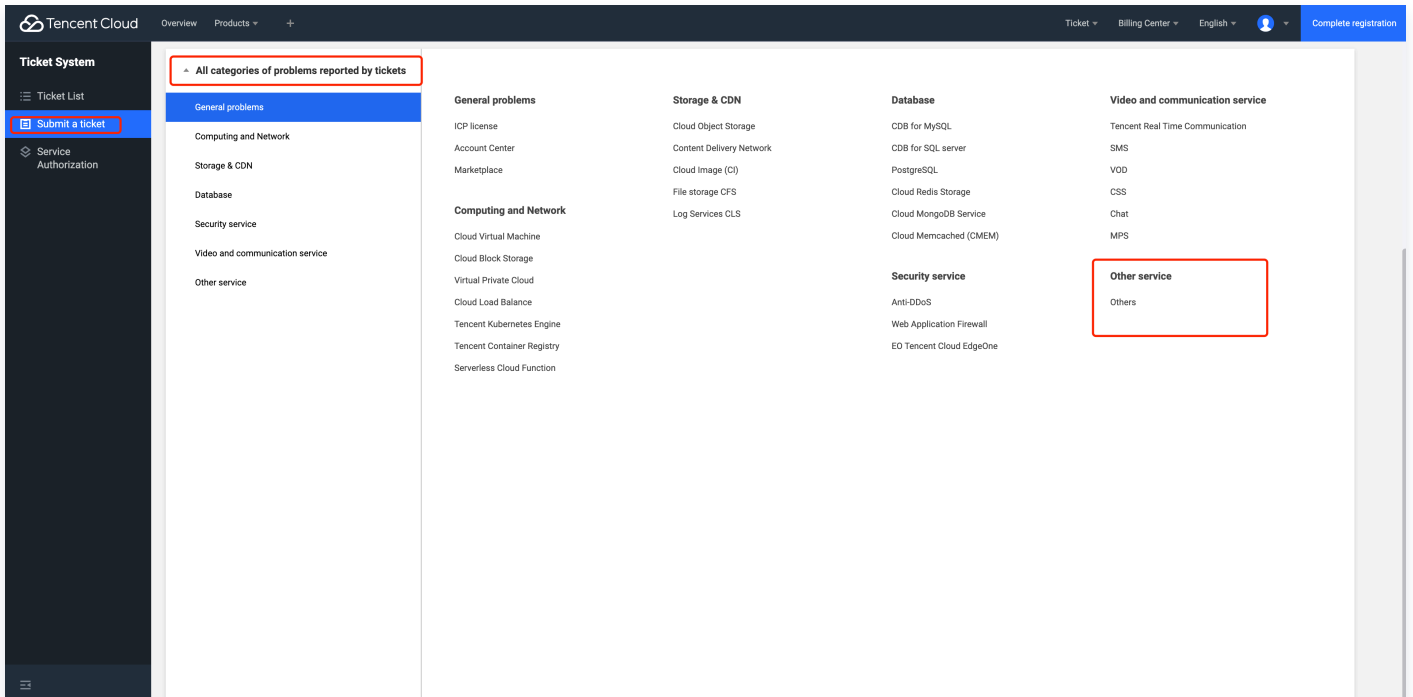 Tencent Cloud
Overview
Products
+
Ticket
Billing Center
English
Complete registration
Ticket System
Ticket List
Submit a ticket
Service
Authorization
All categories of problems reported by tickets
General problems
Computing and Network
Storage & CDN
Database
Security service
Video and communication service
Other service
General problems
ICP license
Account Center
Marketplace
Computing and Network
Cloud Virtual Machine
Cloud Block Storage
Virtual Private Cloud
Cloud Load Balance
Tencent Kubernetes Engine
Tencent Container Registry
Serverless Cloud Function
Storage & CDN
Cloud Object Storage
Content Delivery Network
Cloud Image (CI)
File storage CFS
Log Services CLS
Database
CDB for MySQL
CDB for SQL server
PostgreSQL
Cloud Redis Storage
Cloud MongoDB Service
Cloud Memcached (CMEM)
Security service
Anti-DDoS
Web Application Firewall
EO Tencent Cloud EdgeOne
Video and communication service
Tencent Real Time Communication
SMS
VOD
CSS
Chat
MPS
Other service
Others